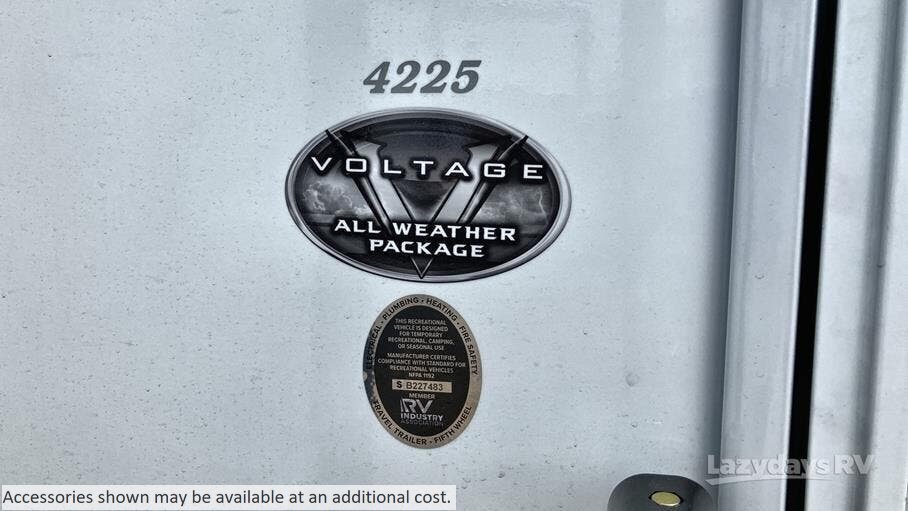 4225
VOLTAGE
ALL WEATHER
PACKAGE
ELECTRICAL • PLUMBING • HEATING • FIRE SAFETY
THIS RECREATIONAL
VEHICLE IS DESIGNED
FOR TEMPORARY
RECREATIONAL, CAMPING,
OR SEASONAL USE
MANUFACTURER CERTIFIES
COMPLIANCE WITH STANDARD FOR
RECREATIONAL VEHICLES
NFPA 1192
S B227483
MEMBER
RV
INDUSTRY
ASSOCIATION
TRAVEL TRAILER • FIFTH WHEEL
Lazydays RV
Accessories shown may be available at an additional cost.